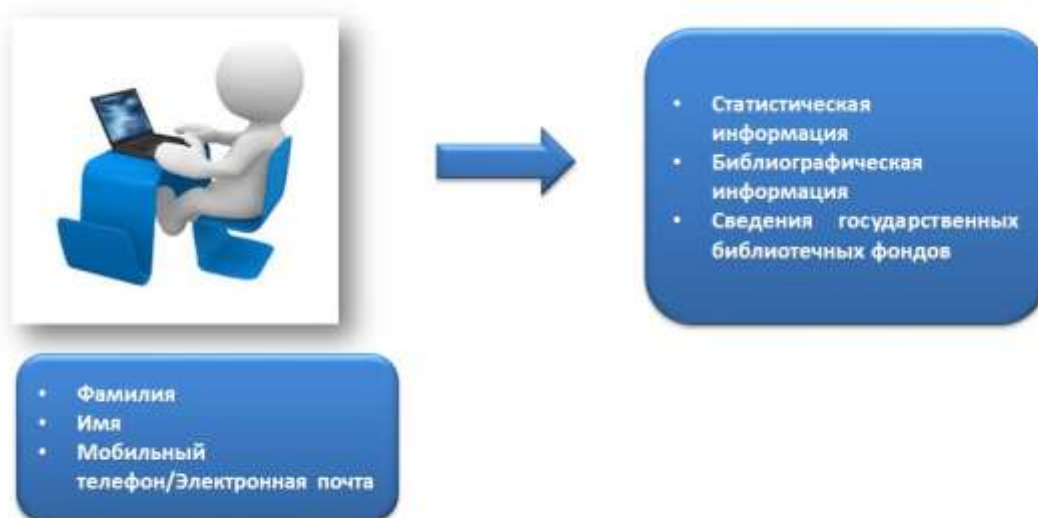 • Статистическая
информация
• Библиографическая
информация
• Сведения государственных
библиотечных фондов
• Фамилия
• Имя
• Мобильный
телефон/Электронная почта